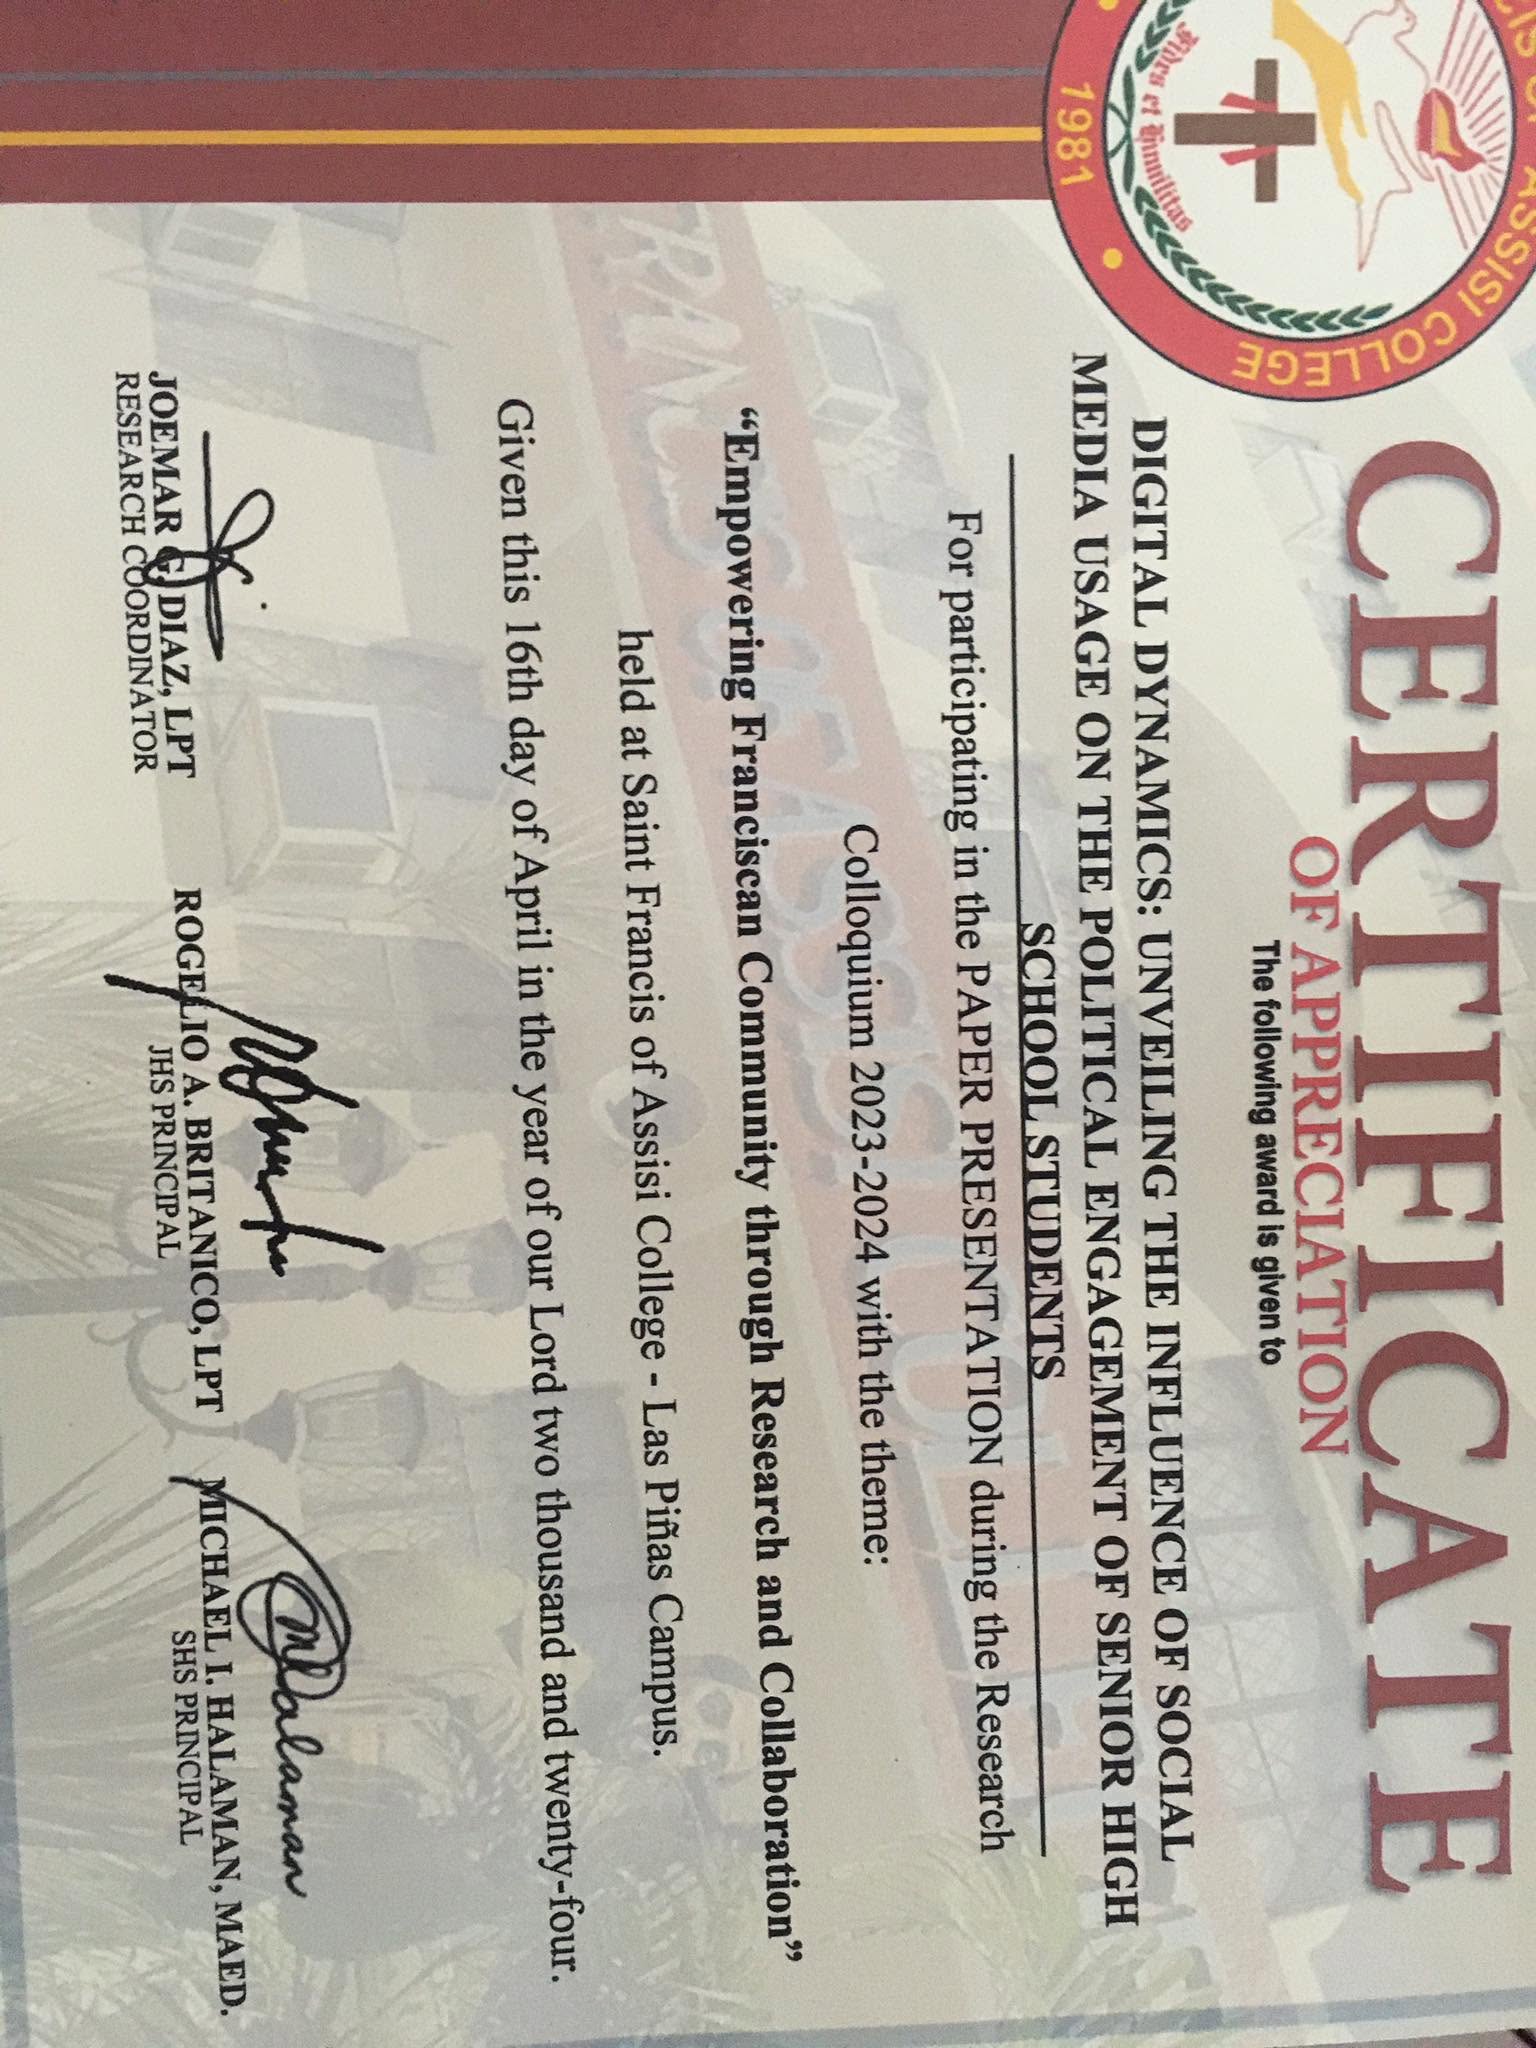 CIS OF ASSISI COLLEGE
1981
Fides et Humilitas
CERTIFICATE
OF APPRECIATION
The following award is given to
DIGITAL DYNAMICS: UNVEILING THE INFLUENCE OF SOCIAL
MEDIA USAGE ON THE POLITICAL ENGAGEMENT OF SENIOR HIGH
SCHOOL STUDENTS
For participating in the PAPER PRESENTATION during the Research
Colloquium 2023-2024 with the theme:
“Empowering Franciscan Community through Research and Collaboration”
held at Saint Francis of Assisi College - Las Piñas Campus.
Given this 16th day of April in the year of our Lord two thousand and twenty-four.
JOEMAR G. DIAZ, LPT
RESEARCH COORDINATOR
ROGELIO A. BRITANICO, LPT
JHS PRINCIPAL
MICHAEL I. HALAMAN, MAED.
SHS PRINCIPAL